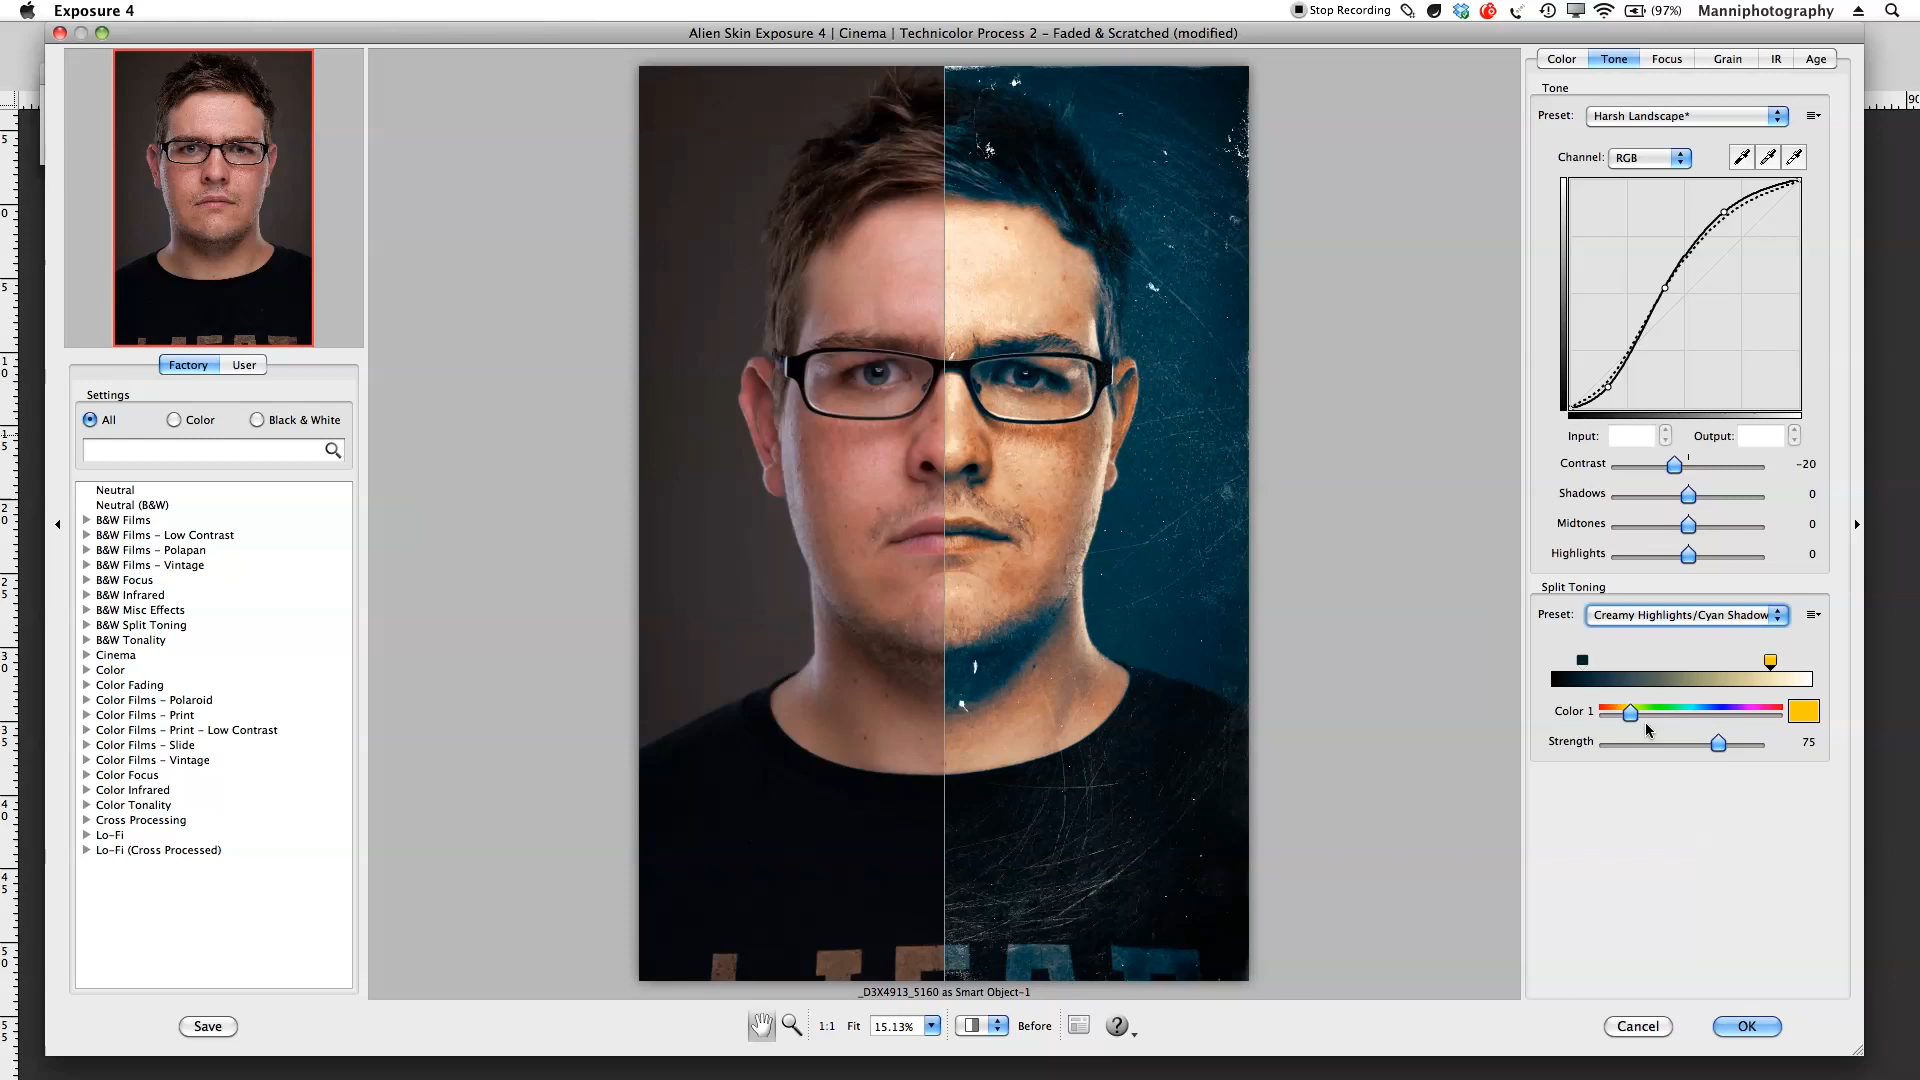 Exposure 4
Stop Recording
(97%)
Manniphotography
Alien Skin Exposure 4 | Cinema | Technicolor Process 2 - Faded & Scratched (modified)
Factory
User
Settings
All
Color
Black & White
Neutral
Neutral (B&W)
B&W Films
B&W Films - Low Contrast
B&W Films - Polapan
B&W Films - Vintage
B&W Focus
B&W Infrared
B&W Misc Effects
B&W Split Toning
B&W Tonality
Cinema
Color
Color Fading
Color Films - Polaroid
Color Films - Print
Color Films - Print - Low Contrast
Color Films - Slide
Color Films - Vintage
Color Focus
Color Infrared
Color Tonality
Cross Processing
Lo-Fi
Lo-Fi (Cross Processed)
Save
_D3X4913_5160 as Smart Object-1
1:1
Fit
15.13%
Before
?
Color
Tone
Focus
Grain
IR
Age
Tone
Preset:
Harsh Landscape*
Channel:
RGB
Input:
Output:
Contrast
-20
Shadows
0
Midtones
0
Highlights
0
Split Toning
Preset:
Creamy Highlights/Cyan Shadow
Color 1
Strength
75
Cancel
OK